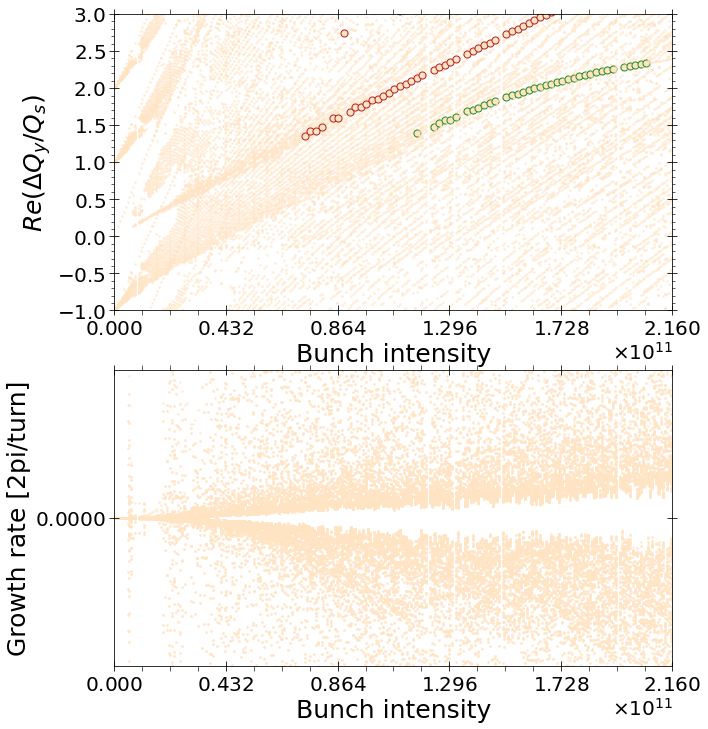 3.0
2.5
2.0
1.5
1.0
0.5
0.0
−0.5
−1.0
Re(ΔQ_y/Q_s)
0.000 0.432 0.864 1.296 1.728 2.160
Bunch intensity ×10¹¹
0.0000
Growth rate [2pi/turn]
0.000 0.432 0.864 1.296 1.728 2.160
Bunch intensity ×10¹¹